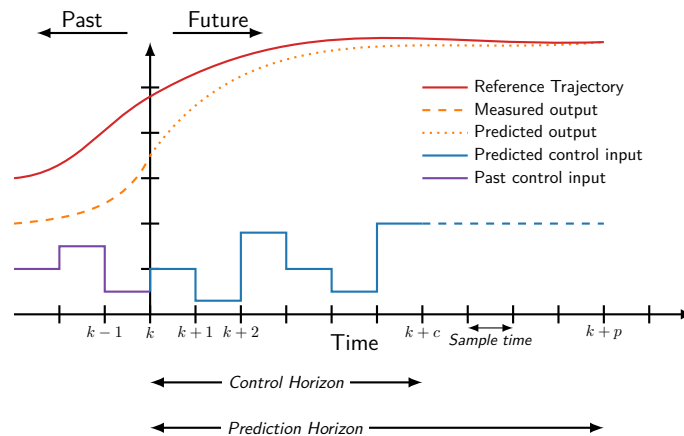 Past Future
Reference Trajectory
Measured output
Predicted output
Predicted control input
Past control input
k − 1 k k + 1 k + 2 k + c k + p
Time Sample time
Control Horizon
Prediction Horizon